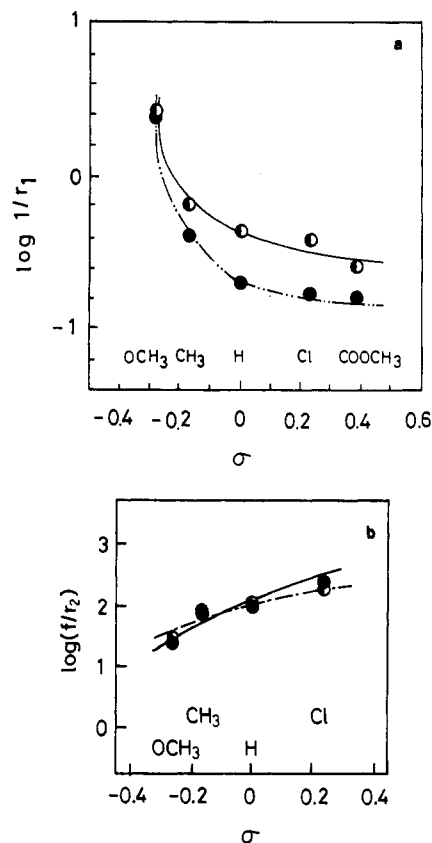 a
1
0
-1
log 1/r₁
OCH₃ CH₃ H Cl COOCH₃
-0.4 -0.2 0 0.2 0.4 0.6
σ
b
3
2
1
0
log(f/r₂)
CH₃ Cl
OCH₃ H
-0.4 -0.2 0.0 0.2 0.4
σ